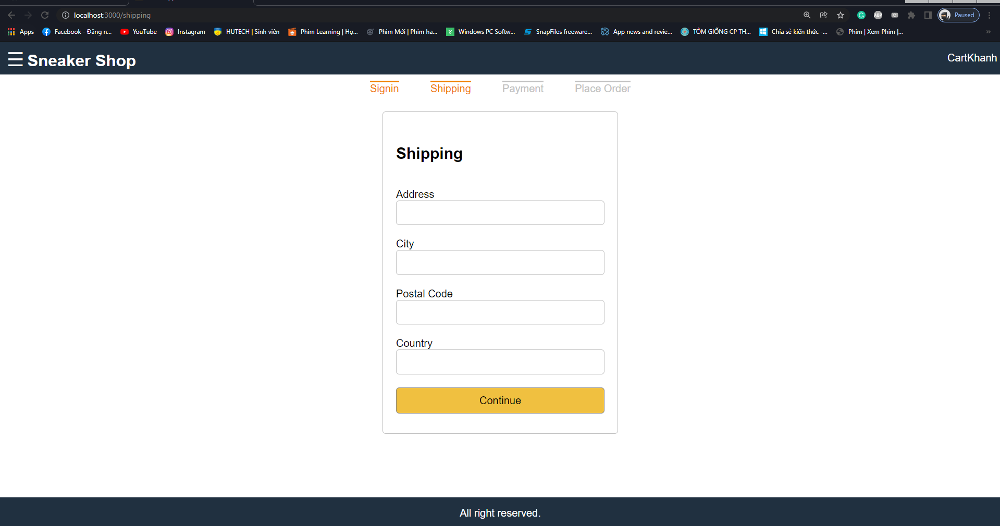 localhost:3000/shipping
ABP
Paused
Apps
Facebook - Đăng n...
YouTube
Instagram
HUTECH | Sinh viên
Phim Learning | Họ...
Phim Mới | Phim ha...
Windows PC Softw...
SnapFiles freeware...
App news and revie...
TÔM GIỐNG CP TH...
Chia sẻ kiến thức -...
Phim | Xem Phim |...
»
☰ Sneaker Shop
CartKhanh
Signin
Shipping
Payment
Place Order
Shipping
Address
City
Postal Code
Country
Continue
All right reserved.